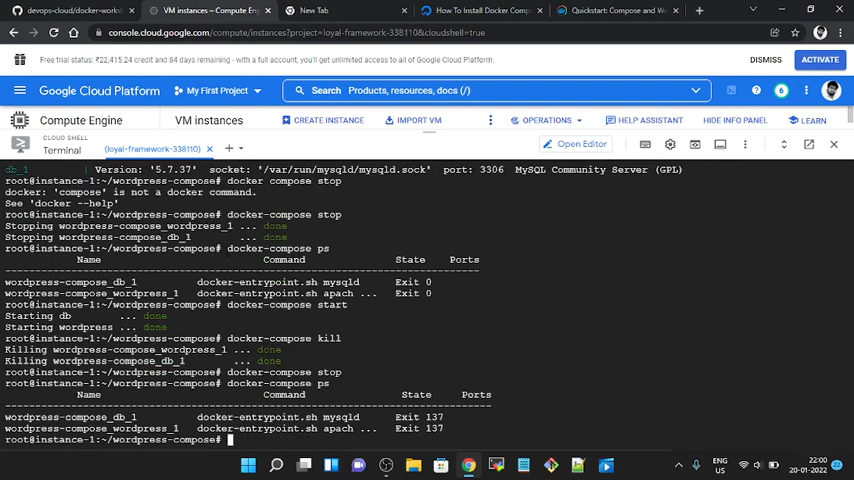 devops-cloud/docker-worksh
VM instances – Compute Eng
New Tab
How To Install Docker Comp
Quickstart: Compose and Wo
console.cloud.google.com/compute/instances?project=loyal-framework-338110&cloudshell=true
Free trial status: ₹22,415.24 credit and 84 days remaining - with a full account, you'll get unlimited access to all of Google Cloud Platform.
DISMISS
ACTIVATE
Google Cloud Platform
My First Project
Search Products, resources, docs (/)
6
Compute Engine
VM instances
CREATE INSTANCE
IMPORT VM
OPERATIONS
HELP ASSISTANT
HIDE INFO PANEL
LEARN
CLOUD SHELL
Terminal
(loyal-framework-338110)
Open Editor
db_1 | Version: '5.7.37' socket: '/var/run/mysqld/mysqld.sock' port: 3306 MySQL Community Server (GPL)
root@instance-1:~/wordpress-compose# docker compose stop
docker: 'compose' is not a docker command.
See 'docker --help'
root@instance-1:~/wordpress-compose# docker-compose stop
Stopping wordpress-compose_wordpress_1 ... done
Stopping wordpress-compose_db_1 ... done
root@instance-1:~/wordpress-compose# docker-compose ps
Name Command State Ports
wordpress-compose_db_1 docker-entrypoint.sh mysqld Exit 0
wordpress-compose_wordpress_1 docker-entrypoint.sh apach ... Exit 0
root@instance-1:~/wordpress-compose# docker-compose start
Starting db ... done
Starting wordpress ... done
root@instance-1:~/wordpress-compose# docker-compose kill
Killing wordpress-compose_wordpress_1 ... done
Killing wordpress-compose_db_1 ... done
root@instance-1:~/wordpress-compose# docker-compose stop
root@instance-1:~/wordpress-compose# docker-compose ps
Name Command State Ports
wordpress-compose_db_1 docker-entrypoint.sh mysqld Exit 137
wordpress-compose_wordpress_1 docker-entrypoint.sh apach ... Exit 137
root@instance-1:~/wordpress-compose#
ENG
US
22:00
20-01-2022